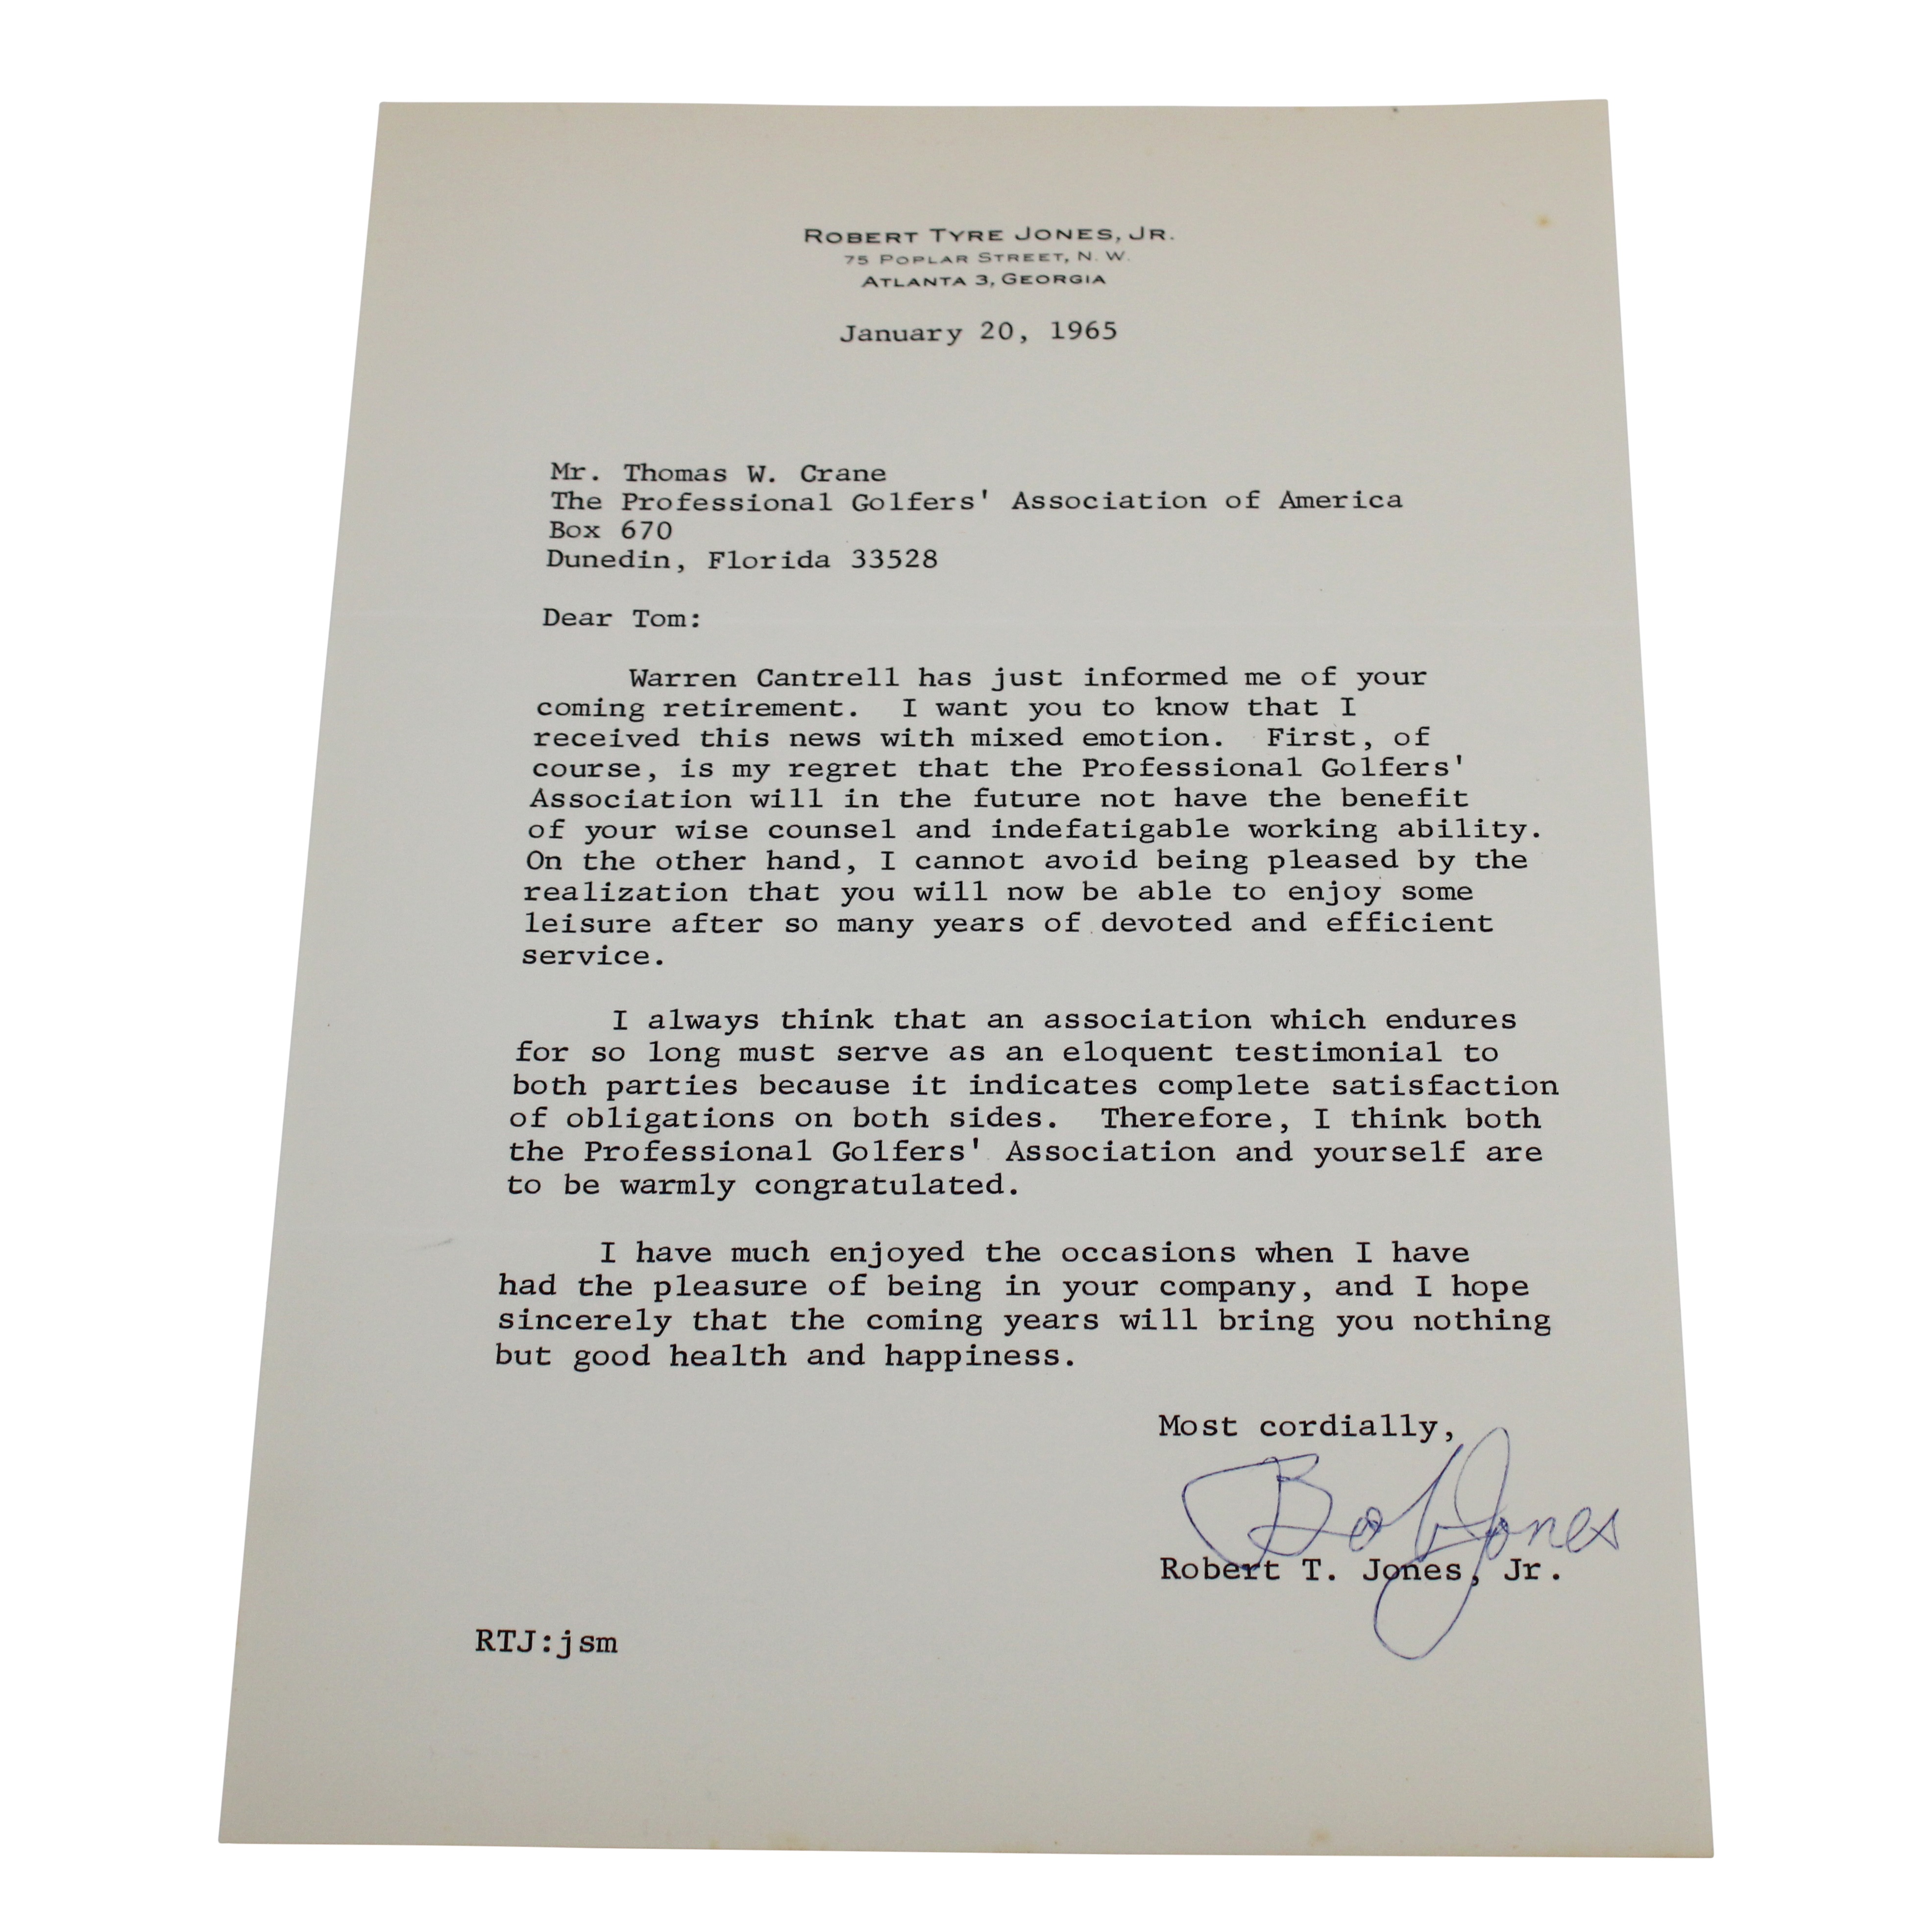 ROBERT TYRE JONES, JR.
75 POPLAR STREET, N. W.
ATLANTA 3, GEORGIA
January 20, 1965
Mr. Thomas W. Crane
The Professional Golfers' Association of America
Box 670
Dunedin, Florida 33528
Dear Tom:
Warren Cantrell has just informed me of your
coming retirement. I want you to know that I
received this news with mixed emotion. First, of
course, is my regret that the Professional Golfers'
Association will in the future not have the benefit
of your wise counsel and indefatigable working ability.
On the other hand, I cannot avoid being pleased by the
realization that you will now be able to enjoy some
leisure after so many years of devoted and efficient
service.
I always think that an association which endures
for so long must serve as an eloquent testimonial to
both parties because it indicates complete satisfaction
of obligations on both sides. Therefore, I think both
the Professional Golfers' Association and yourself are
to be warmly congratulated.
I have much enjoyed the occasions when I have
had the pleasure of being in your company, and I hope
sincerely that the coming years will bring you nothing
but good health and happiness.
Most cordially,
Bob Jones
Robert T. Jones, Jr.
RTJ:jsm